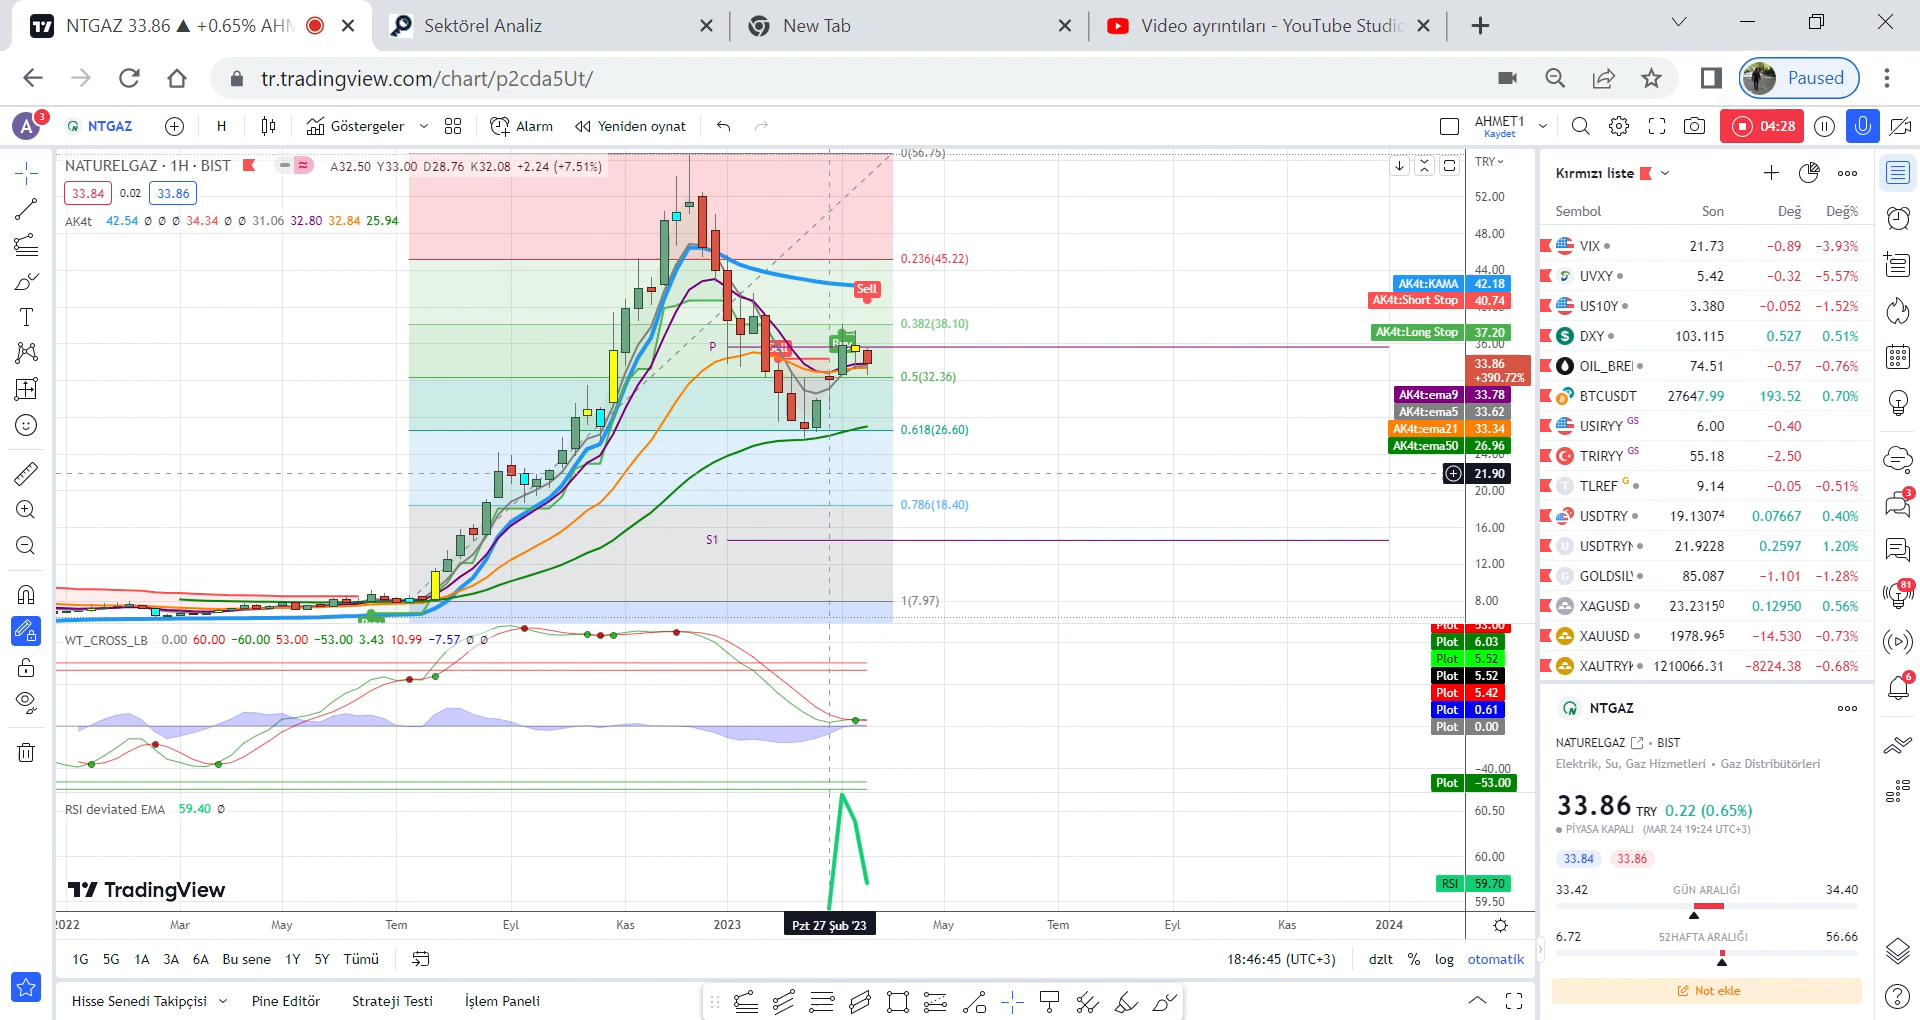 NTGAZ 33.86 ▲ +0.65% AHM
Sektörel Analiz
New Tab
Video ayrıntıları - YouTube Studio
tr.tradingview.com/chart/p2cda5Ut/
Paused
A 3
NTGAZ
H
Göstergeler
Alarm
Yeniden oynat
AHMET1
Kaydet
04:28
NATURELGAZ · 1H · BIST
A32.50 Y33.00 D28.76 K32.08 +2.24 (+7.51%)
33.84 0.02 33.86
AK4t 42.54 ∅ ∅ ∅ 34.34 ∅ ∅ 31.06 32.80 32.84 25.94
0(56.75)
0.236(45.22)
0.382(38.10)
0.5(32.36)
0.618(26.60)
0.786(18.40)
1(7.97)
Sell
P
S1
TRY
52.00
48.00
44.00
36.00
20.00
16.00
12.00
8.00
AK4t:KAMA 42.18
AK4t:Short Stop 40.74
AK4t:Long Stop 37.20
33.86
+390.72%
AK4t:ema9 33.78
AK4t:ema5 33.62
AK4t:ema21 33.34
AK4t:ema50 26.96
21.90
WT_CROSS_LB 0.00 60.00 −60.00 53.00 −53.00 3.43 10.99 −7.57 ∅ ∅
Plot 53.00
Plot 6.03
Plot 5.52
Plot 5.52
Plot 5.42
Plot 0.61
Plot 0.00
−40.00
Plot −53.00
RSI deviated EMA 59.40 ∅
60.50
60.00
RSI 59.70
59.50
TradingView
2022 Mar May Tem Eyl Kas 2023 Pzt 27 Şub '23 May Tem Eyl Kas 2024
1G 5G 1A 3A 6A Bu sene 1Y 5Y Tümü
18:46:45 (UTC+3) dzlt % log otomatik
Hisse Senedi Takipçisi Pine Editör Strateji Testi İşlem Paneli
Kırmızı liste
Sembol Son Değ Değ%
VIX 21.73 −0.89 −3.93%
UVXY 5.42 −0.32 −5.57%
US10Y 3.380 −0.052 −1.52%
DXY 103.115 0.527 0.51%
OIL_BRE 74.51 −0.57 −0.76%
BTCUSDT 27647.99 193.52 0.70%
USIRYY GS 6.00 −0.40
TRIRYY GS 55.18 −2.50
TLREF G 9.14 −0.05 −0.51%
USDTRY 19.13074 0.07667 0.40%
USDTRY 21.9228 0.2597 1.20%
GOLDSIL 85.087 −1.101 −1.28%
XAGUSD 23.2315⁰ 0.12950 0.56%
XAUUSD 1978.965 −14.530 −0.73%
XAUTRY 1210066.31 −8224.38 −0.68%
NTGAZ
NATURELGAZ • BIST
Elektrik, Su, Gaz Hizmetleri • Gaz Distribütörleri
33.86 TRY 0.22 (0.65%)
PİYASA KAPALI (MAR 24 19:24 UTC+3)
33.84 33.86
33.42 GÜN ARALIĞI 34.40
6.72 52HAFTA ARALIĞI 56.66
Not ekle
3
81
6